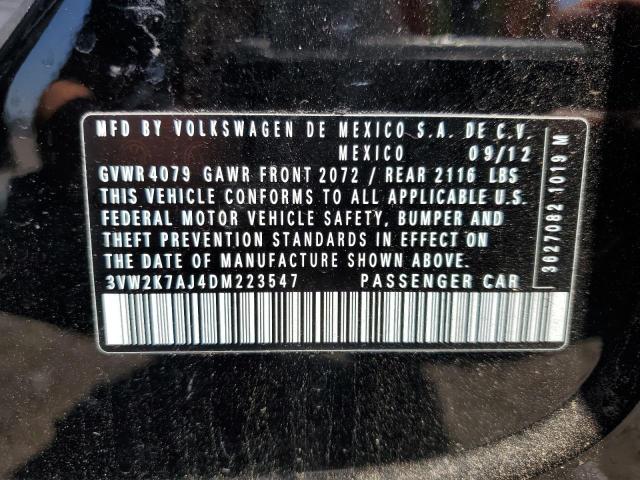 MFD BY VOLKSWAGEN DE MEXICO S.A. DE C.V.
MEXICO 09/12
GVWR 4079 GAWR FRONT 2072 / REAR 2116 LBS
THIS VEHICLE CONFORMS TO ALL APPLICABLE U.S.
FEDERAL MOTOR VEHICLE SAFETY, BUMPER AND
THEFT PREVENTION STANDARDS IN EFFECT ON
THE DATE OF MANUFACTURE SHOWN ABOVE.
3VW2K7AJ4DM223547 PASSENGER CAR
3627082 1019 M